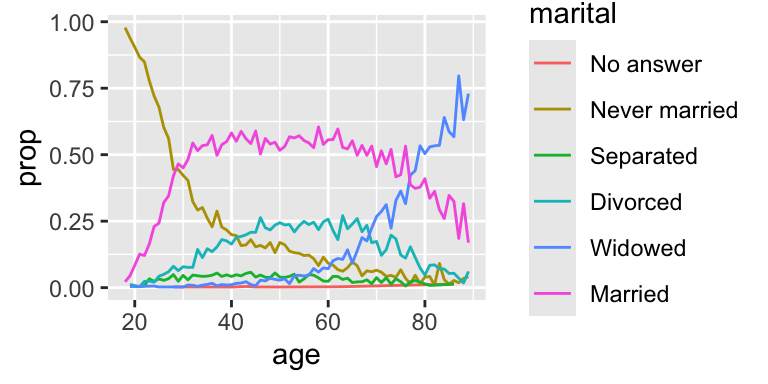 marital
No answer
Never married
Separated
Divorced
Widowed
Married
prop
1.00
0.75
0.50
0.25
0.00
20 40 60 80
age